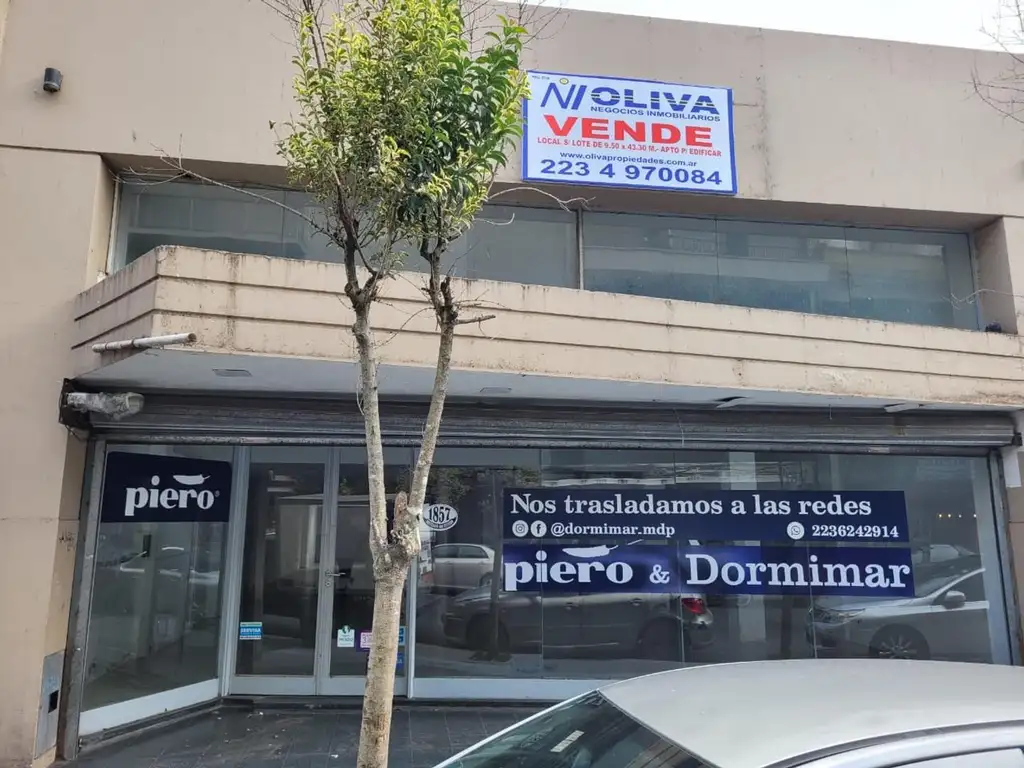 OLIVA
NEGOCIOS INMOBILIARIOS
VENDE
LOCAL S/ LOTE DE 9.50 x 43.30 M.- APTO P/ EDIFICAR
www.olivapropiedades.com.ar
223 4 970084
piero
1857
Nos trasladamos a las redes
@dormimar.mdp 2236242914
piero & Dormimar